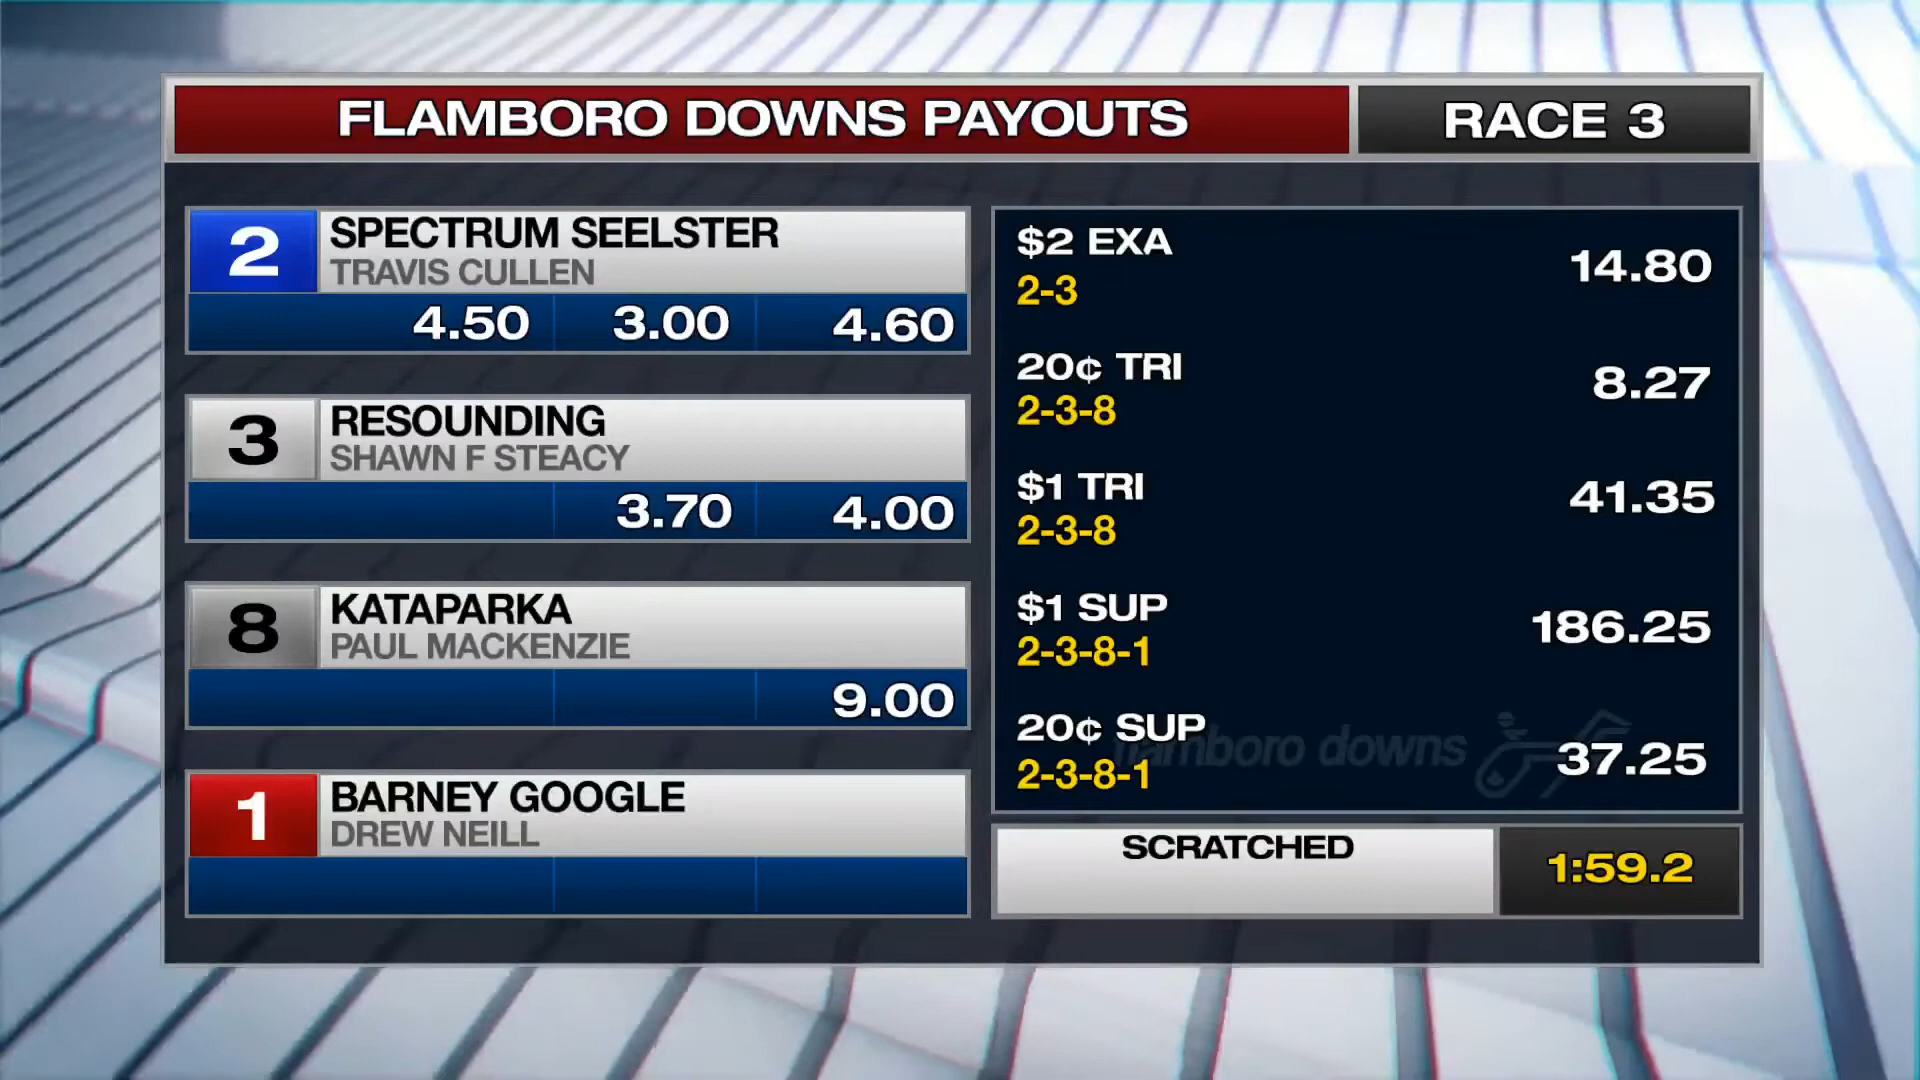 FLAMBORO DOWNS PAYOUTS
RACE 3
2
SPECTRUM SEELSTER
TRAVIS CULLEN
4.50 3.00 4.60
3
RESOUNDING
SHAWN F STEACY
3.70 4.00
8
KATAPARKA
PAUL MACKENZIE
9.00
1
BARNEY GOOGLE
DREW NEILL
$2 EXA
2-3
14.80
20¢ TRI
2-3-8
8.27
$1 TRI
2-3-8
41.35
$1 SUP
2-3-8-1
186.25
20¢ SUP
2-3-8-1
37.25
flamboro downs
SCRATCHED
1:59.2